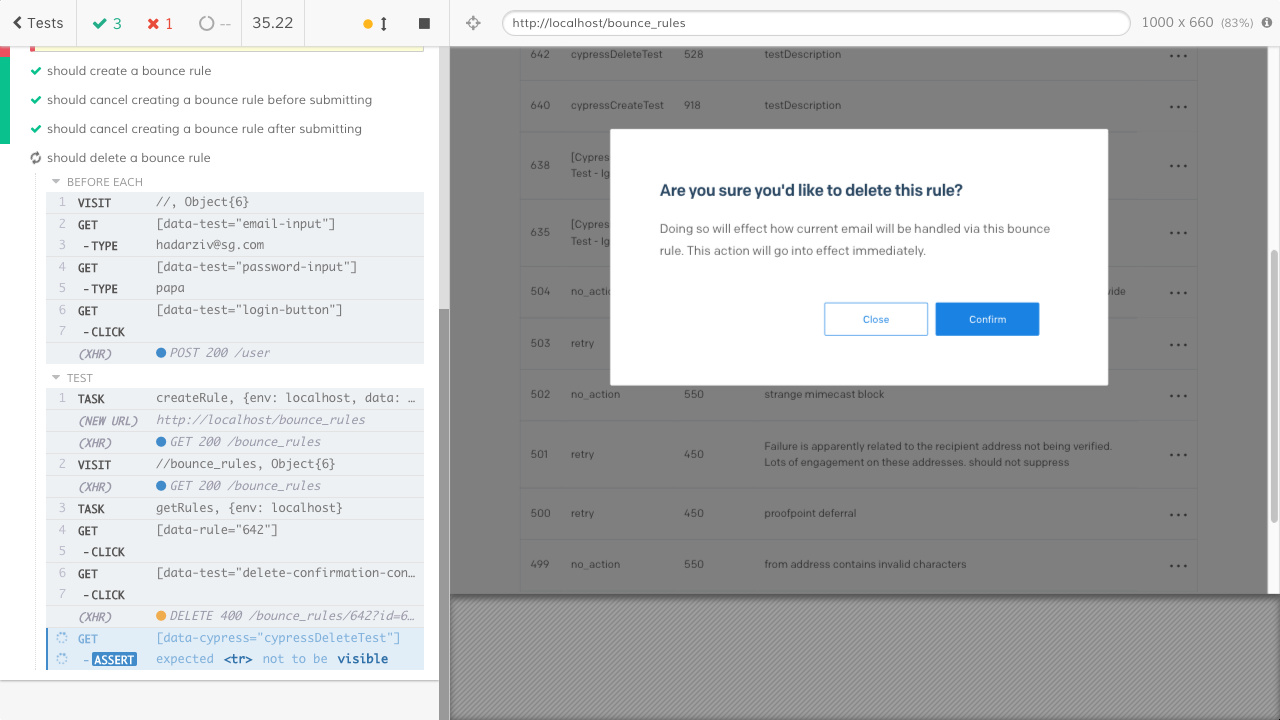 Tests 3 1 -- 35.22
http://localhost/bounce_rules 1000 x 660 (83%)
should create a bounce rule
should cancel creating a bounce rule before submitting
should cancel creating a bounce rule after submitting
should delete a bounce rule
BEFORE EACH
1 VISIT //, Object{6}
2 GET [data-test="email-input"]
3 -TYPE hadarziv@sg.com
4 GET [data-test="password-input"]
5 -TYPE papa
6 GET [data-test="login-button"]
7 -CLICK
(XHR) POST 200 /user
TEST
1 TASK createRule, {env: localhost, data: …
(NEW URL) http://localhost/bounce_rules
(XHR) GET 200 /bounce_rules
2 VISIT //bounce_rules, Object{6}
(XHR) GET 200 /bounce_rules
3 TASK getRules, {env: localhost}
4 GET [data-rule="642"]
5 -CLICK
6 GET [data-test="delete-confirmation-con…
7 -CLICK
(XHR) DELETE 400 /bounce_rules/642?id=6…
GET [data-cypress="cypressDeleteTest"]
-ASSERT expected <tr> not to be visible
642 cypressDeleteTest 528 testDescription ...
640 cypressCreateTest 918 testDescription ...
638 [Cypres ...
Test - Ig
635 [Cypres ...
Test - Ig
504 no_actio vide ...
503 retry ...
502 no_action 550 strange mimecast block ...
501 retry 450 Failure is apparently related to the recipient address not being verified. ...
Lots of engagement on these addresses. should not suppress
500 retry 450 proofpoint deferral ...
499 no_action 550 from address contains invalid characters ...
Are you sure you'd like to delete this rule?
Doing so will effect how current email will be handled via this bounce
rule. This action will go into effect immediately.
Close Confirm